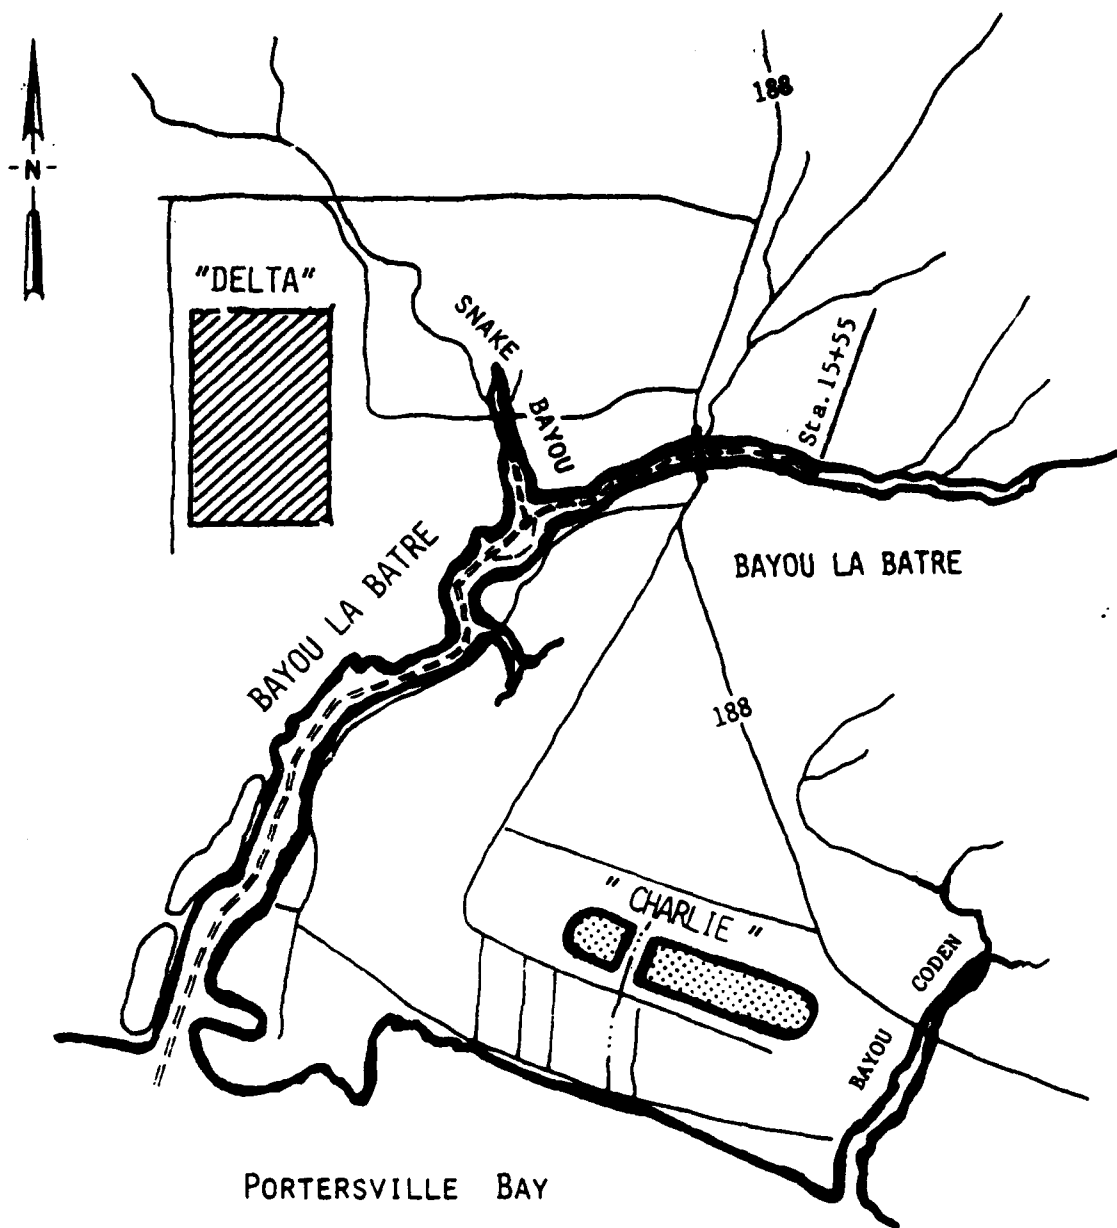 188
-N-
"DELTA"
SNAKE
BAYOU
Sta. 15+55
BAYOU LA BATRE
BAYOU LA BATRE
188
"CHARLIE"
CODEN
BAYOU
PORTERSVILLE BAY